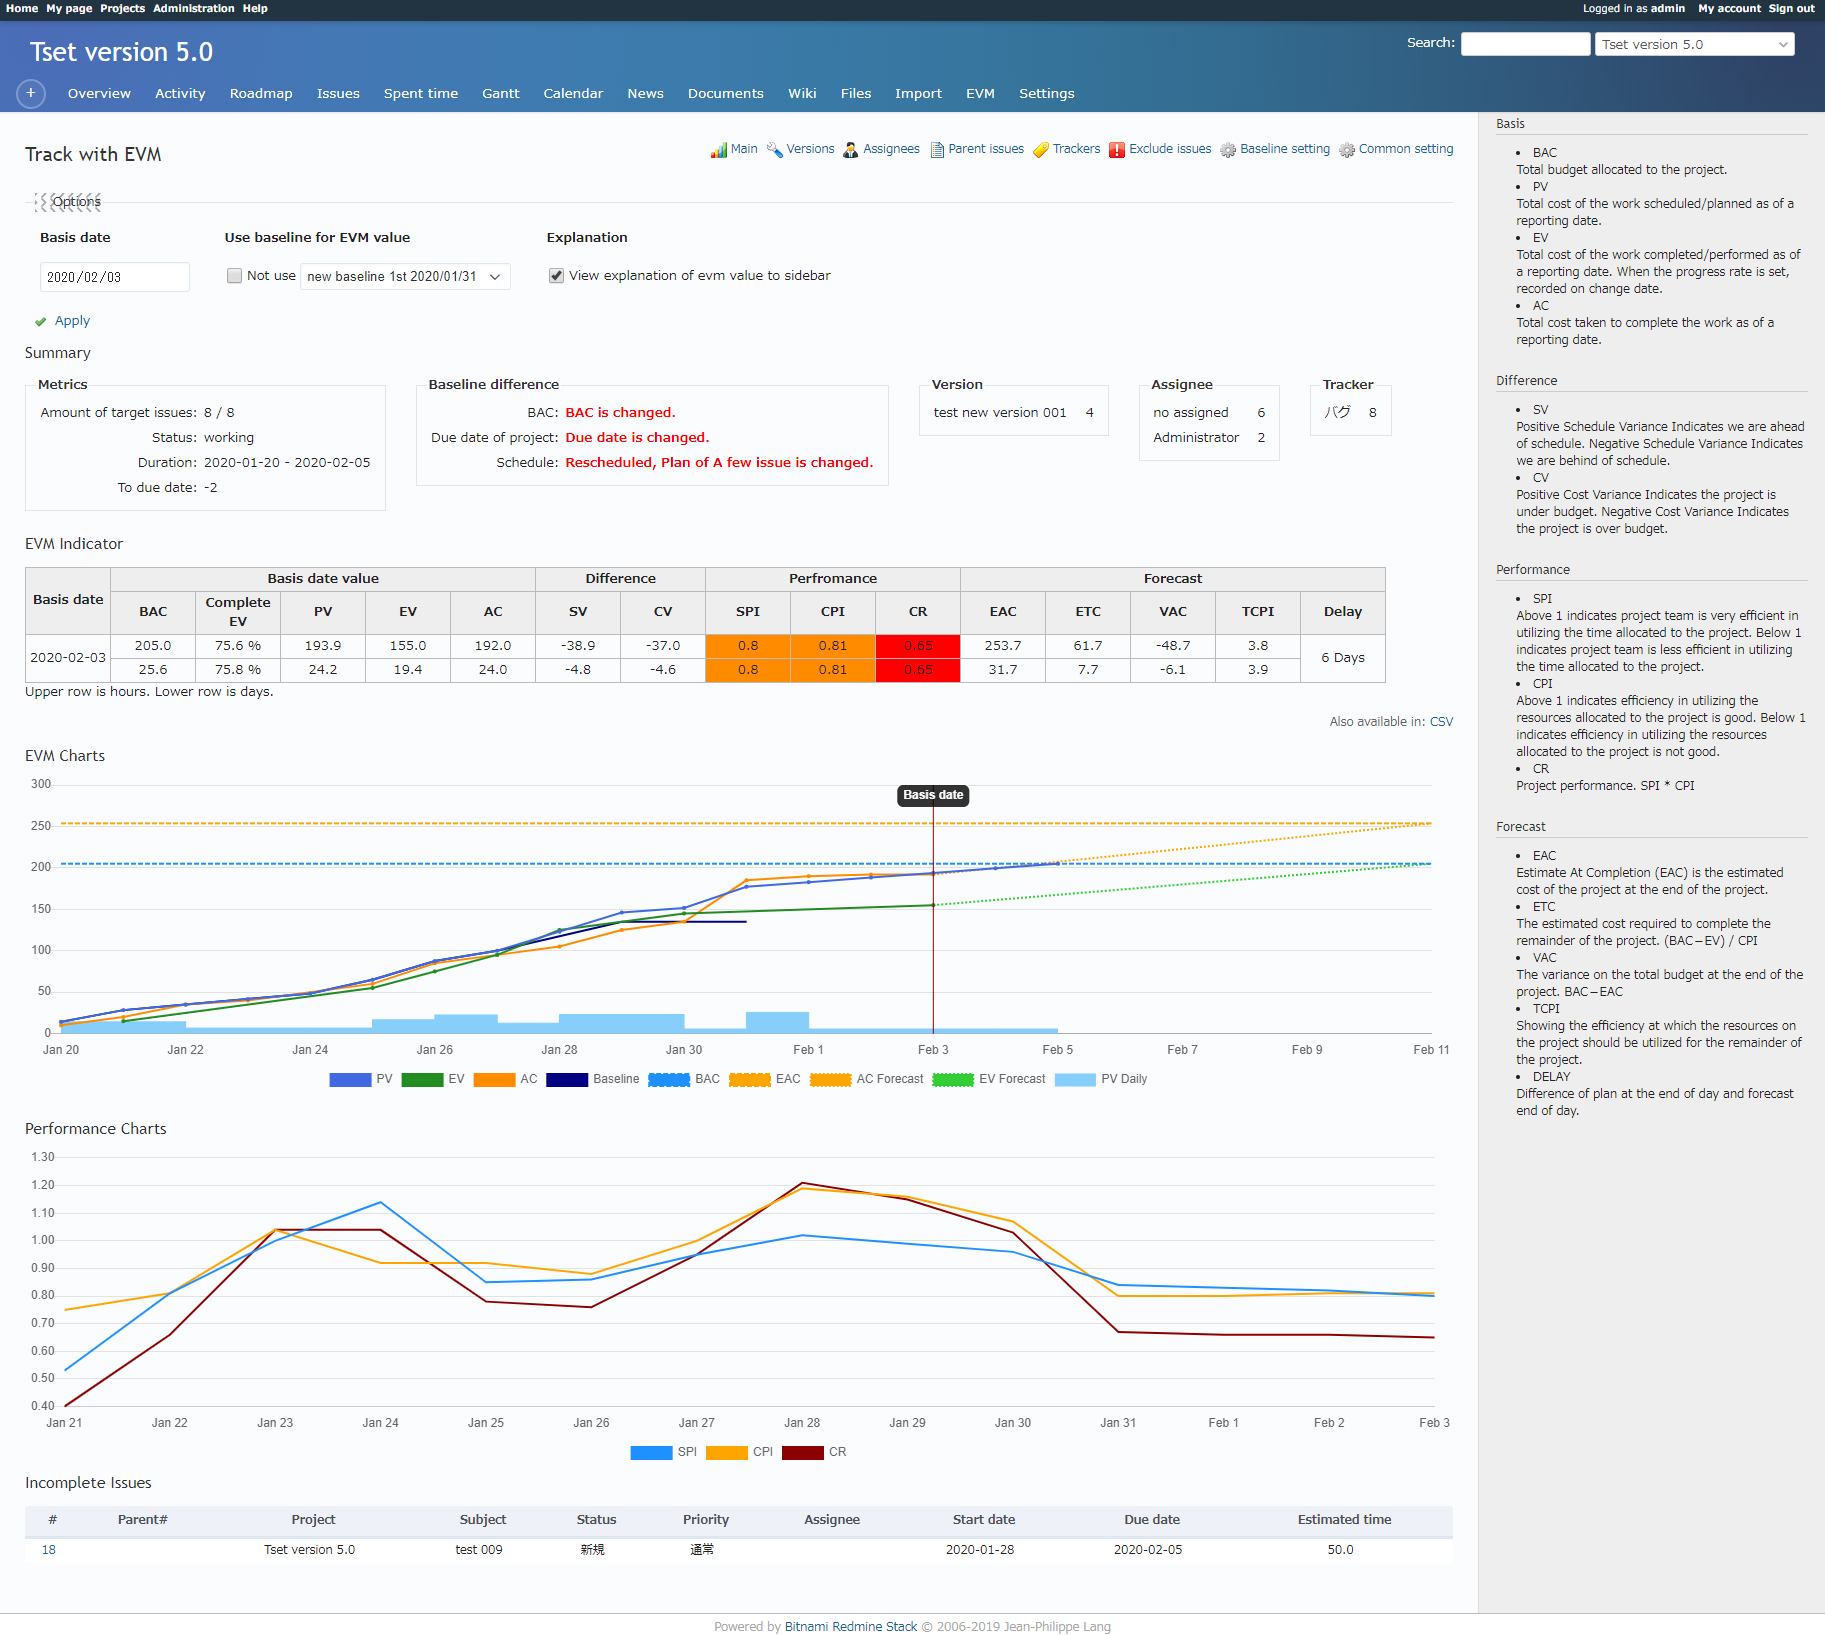 Home My page Projects Administration Help
Logged in as admin My account Sign out
Tset version 5.0
Search: Tset version 5.0
+ Overview Activity Roadmap Issues Spent time Gantt Calendar News Documents Wiki Files Import EVM Settings
Track with EVM
Main Versions Assignees Parent issues Trackers Exclude issues Baseline setting Common setting
Options
Basis date Use baseline for EVM value Explanation
2020/02/03 Not use new baseline 1st 2020/01/31 View explanation of evm value to sidebar
Apply
Summary
Metrics
Amount of target issues: 8 / 8
Status: working
Duration: 2020-01-20 - 2020-02-05
To due date: -2
Baseline difference
BAC: BAC is changed.
Due date of project: Due date is changed.
Schedule: Rescheduled, Plan of A few issue is changed.
Version
test new version 001 4
Assignee
no assigned 6
Administrator 2
Tracker
バグ 8
EVM Indicator
Basis date Basis date value Difference Perfromance Forecast
BAC Complete EV PV EV AC SV CV SPI CPI CR EAC ETC VAC TCPI Delay
2020-02-03 205.0 75.6 % 193.9 155.0 192.0 -38.9 -37.0 0.8 0.81 0.65 253.7 61.7 -48.7 3.8 6 Days
25.6 75.8 % 24.2 19.4 24.0 -4.8 -4.6 0.8 0.81 0.65 31.7 7.7 -6.1 3.9
Upper row is hours. Lower row is days.
Also available in: CSV
EVM Charts
300
250
200
150
100
50
0
Basis date
Jan 20 Jan 22 Jan 24 Jan 26 Jan 28 Jan 30 Feb 1 Feb 3 Feb 5 Feb 7 Feb 9 Feb 11
PV EV AC Baseline BAC EAC AC Forecast EV Forecast PV Daily
Performance Charts
1.30
1.20
1.10
1.00
0.90
0.80
0.70
0.60
0.50
0.40
Jan 21 Jan 22 Jan 23 Jan 24 Jan 25 Jan 26 Jan 27 Jan 28 Jan 29 Jan 30 Jan 31 Feb 1 Feb 2 Feb 3
SPI CPI CR
Incomplete Issues
# Parent# Project Subject Status Priority Assignee Start date Due date Estimated time
18 Tset version 5.0 test 009 新規 通常 2020-01-28 2020-02-05 50.0
Basis
• BAC
Total budget allocated to the project.
• PV
Total cost of the work scheduled/planned as of a
reporting date.
• EV
Total cost of the work completed/performed as of
a reporting date. When the progress rate is set,
recorded on change date.
• AC
Total cost taken to complete the work as of a
reporting date.
Difference
• SV
Positive Schedule Variance Indicates we are ahead
of schedule. Negative Schedule Variance Indicates
we are behind of schedule.
• CV
Positive Cost Variance Indicates the project is
under budget. Negative Cost Variance Indicates
the project is over budget.
Performance
• SPI
Above 1 indicates project team is very efficient in
utilizing the time allocated to the project. Below 1
indicates project team is less efficient in utilizing
the time allocated to the project.
• CPI
Above 1 indicates efficiency in utilizing the
resources allocated to the project is good. Below 1
indicates efficiency in utilizing the resources
allocated to the project is not good.
• CR
Project performance. SPI * CPI
Forecast
• EAC
Estimate At Completion (EAC) is the estimated
cost of the project at the end of the project.
• ETC
The estimated cost required to complete the
remainder of the project. (BAC−EV) / CPI
• VAC
The variance on the total budget at the end of the
project. BAC−EAC
• TCPI
Showing the efficiency at which the resources on
the project should be utilized for the remainder of
the project.
• DELAY
Difference of plan at the end of day and forecast
end of day.
Powered by Bitnami Redmine Stack © 2006-2019 Jean-Philippe Lang